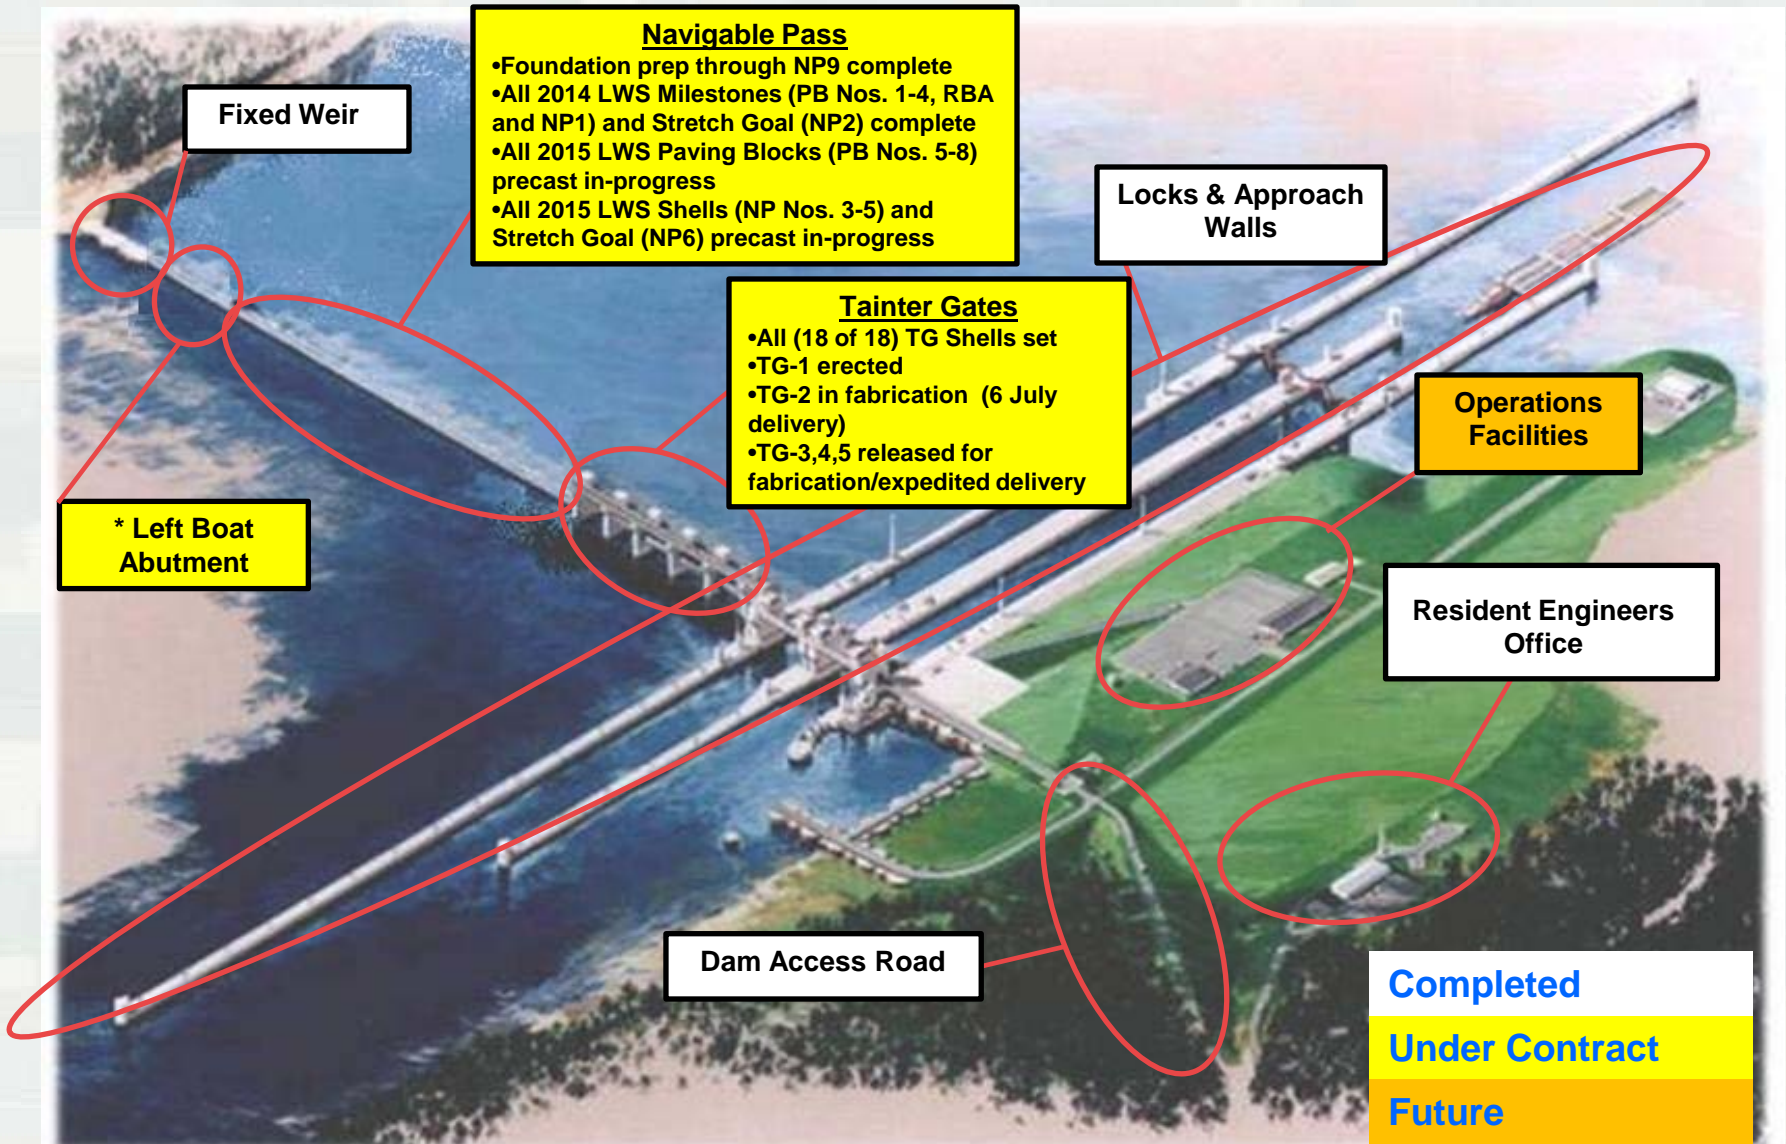 Navigable Pass
•Foundation prep through NP9 complete
•All 2014 LWS Milestones (PB Nos. 1-4, RBA
and NP1) and Stretch Goal (NP2) complete
•All 2015 LWS Paving Blocks (PB Nos. 5-8)
precast in-progress
•All 2015 LWS Shells (NP Nos. 3-5) and
Stretch Goal (NP6) precast in-progress
Fixed Weir
Locks & Approach
Walls
Tainter Gates
•All (18 of 18) TG Shells set
•TG-1 erected
•TG-2 in fabrication (6 July
delivery)
•TG-3,4,5 released for
fabrication/expedited delivery
Operations
Facilities
* Left Boat
Abutment
Resident Engineers
Office
Dam Access Road
Completed
Under Contract
Future